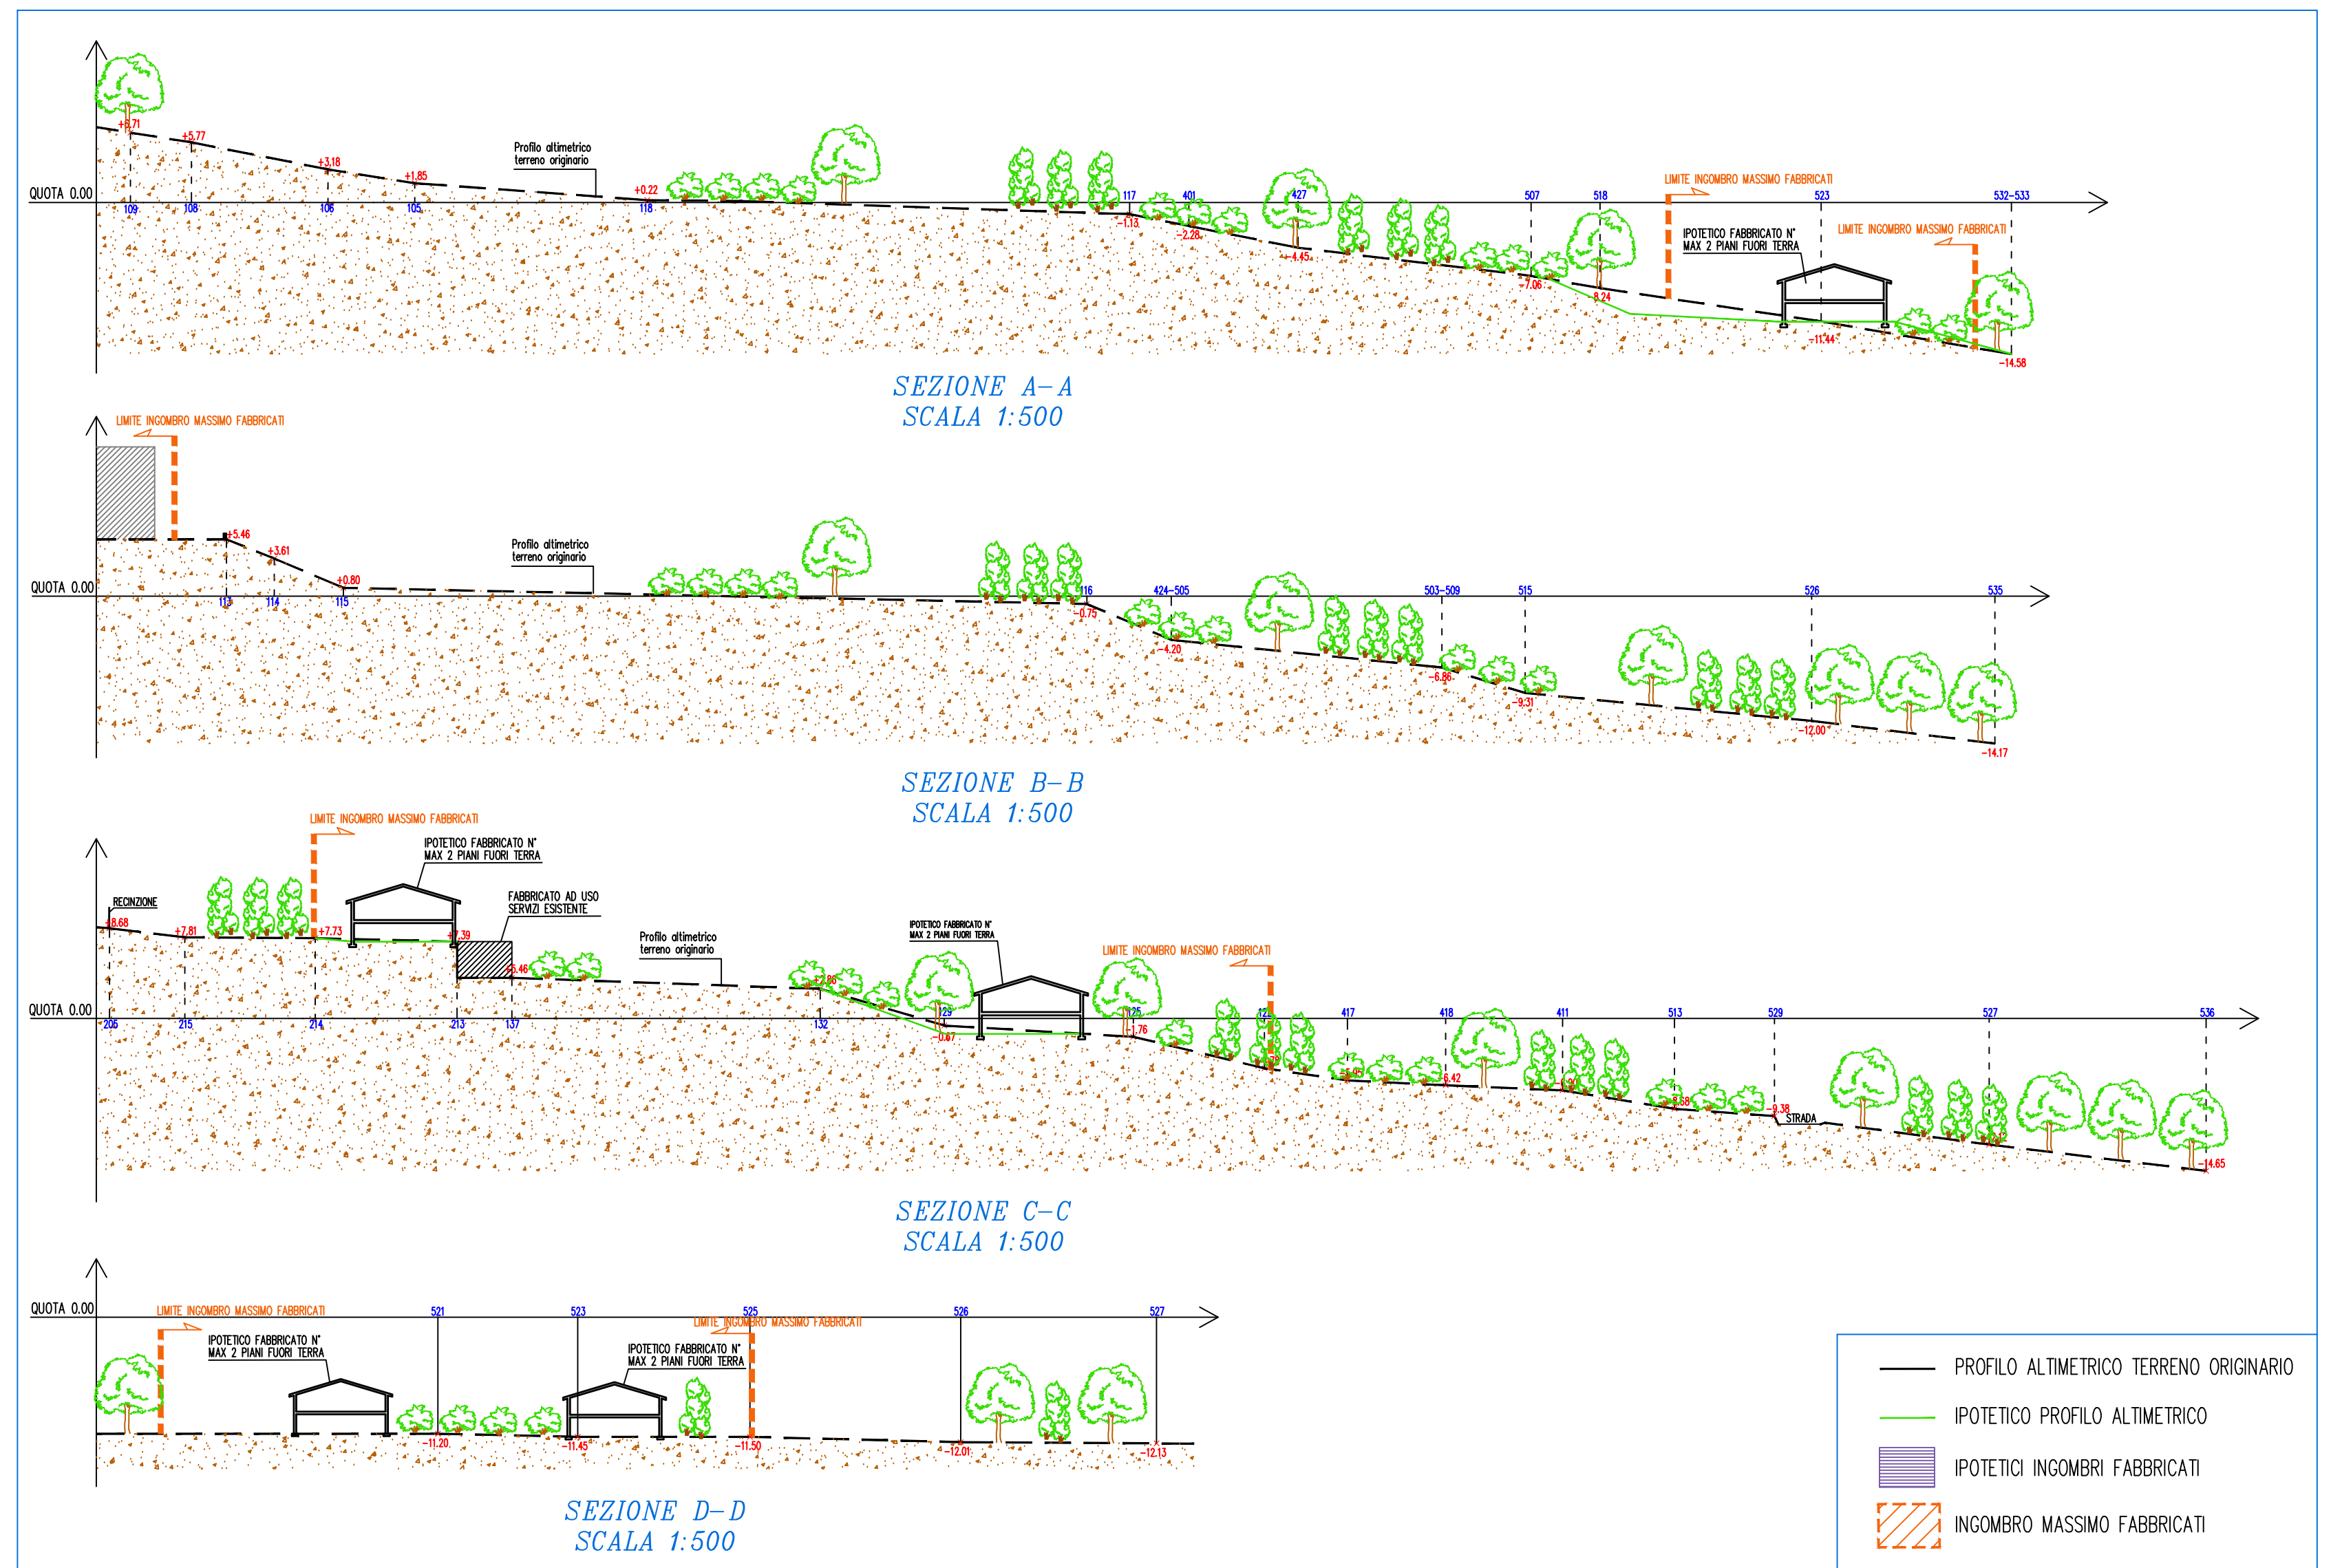 +6.71
+5.77
+3.18
+1.85
Profilo altimetrico
terreno originario
+0.22
QUOTA 0.00
109
108
106
105
118
117
401
427
507
518
523
532-533
LIMITE INGOMBRO MASSIMO FABBRICATI
LIMITE INGOMBRO MASSIMO FABBRICATI
IPOTETICO FABBRICATO N°
MAX 2 PIANI FUORI TERRA
-1.13
-2.28
-4.45
-7.06
-8.24
-11.44
-14.58
SEZIONE A-A
SCALA 1:500
LIMITE INGOMBRO MASSIMO FABBRICATI
+5.46
+3.61
+0.80
Profilo altimetrico
terreno originario
QUOTA 0.00
113
114
115
116
424-505
503-509
515
526
535
-0.75
-4.20
-6.86
-9.31
-12.00
-14.17
SEZIONE B-B
SCALA 1:500
LIMITE INGOMBRO MASSIMO FABBRICATI
IPOTETICO FABBRICATO N°
MAX 2 PIANI FUORI TERRA
FABBRICATO AD USO
SERVIZI ESISTENTE
RECINZIONE
+8.68
+7.81
+7.73
+7.39
+5.46
Profilo altimetrico
terreno originario
IPOTETICO FABBRICATO N°
MAX 2 PIANI FUORI TERRA
LIMITE INGOMBRO MASSIMO FABBRICATI
+2.86
QUOTA 0.00
205
215
214
213
137
132
129
125
417
418
411
513
529
527
536
-0.67
-1.76
-6.42
-9.38
STRADA
-14.65
SEZIONE C-C
SCALA 1:500
QUOTA 0.00
LIMITE INGOMBRO MASSIMO FABBRICATI
521
523
525
526
527
LIMITE INGOMBRO MASSIMO FABBRICATI
IPOTETICO FABBRICATO N°
MAX 2 PIANI FUORI TERRA
IPOTETICO FABBRICATO N°
MAX 2 PIANI FUORI TERRA
-11.20
-11.45
-11.50
-12.01
-12.13
SEZIONE D-D
SCALA 1:500
PROFILO ALTIMETRICO TERRENO ORIGINARIO
IPOTETICO PROFILO ALTIMETRICO
IPOTETICI INGOMBRI FABBRICATI
INGOMBRO MASSIMO FABBRICATI